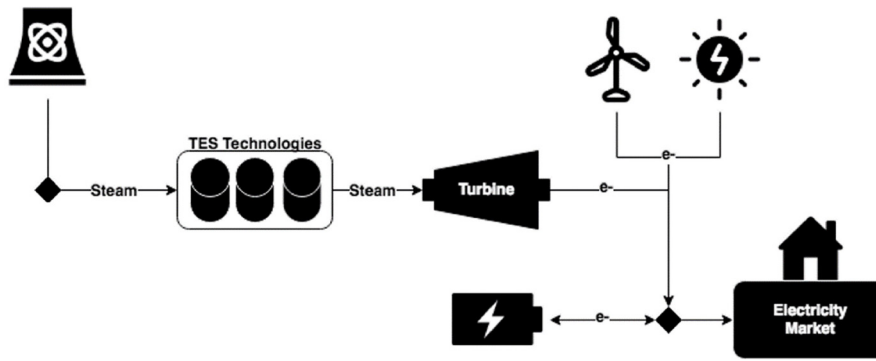 TES Technologies
Steam
Steam
Turbine
e-
e-
e-
Electricity
Market